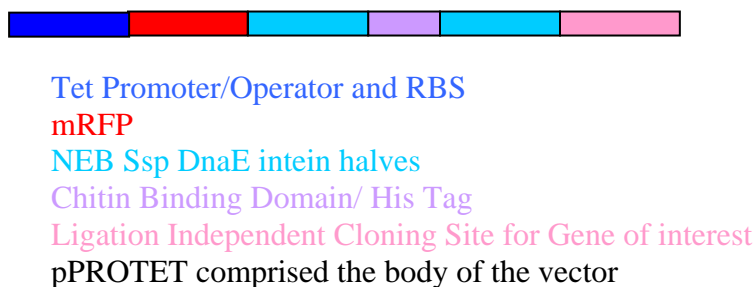 Tet Promoter/Operator and RBS
mRFP
NEB Ssp DnaE intein halves
Chitin Binding Domain/ His Tag
Ligation Independent Cloning Site for Gene of interest
pPROTET comprised the body of the vector